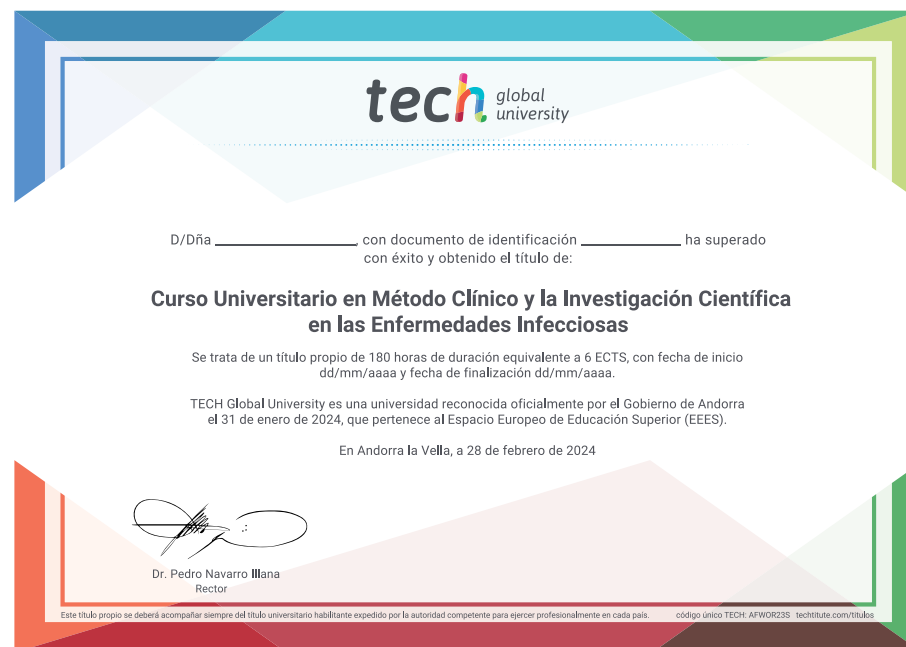 tech global university
D/Dña ____________, con documento de identificación ____________ ha superado
con éxito y obtenido el título de:
Curso Universitario en Método Clínico y la Investigación Científica
en las Enfermedades Infecciosas
Se trata de un título propio de 180 horas de duración equivalente a 6 ECTS, con fecha de inicio
dd/mm/aaaa y fecha de finalización dd/mm/aaaa.
TECH Global University es una universidad reconocida oficialmente por el Gobierno de Andorra
el 31 de enero de 2024, que pertenece al Espacio Europeo de Educación Superior (EEES).
En Andorra la Vella, a 28 de febrero de 2024
Dr. Pedro Navarro Illana
Rector
Este título propio se deberá acompañar siempre del título universitario habilitante expedido por la autoridad competente para ejercer profesionalmente en cada país. código único TECH: AFWOR23S techtitute.com/titulos